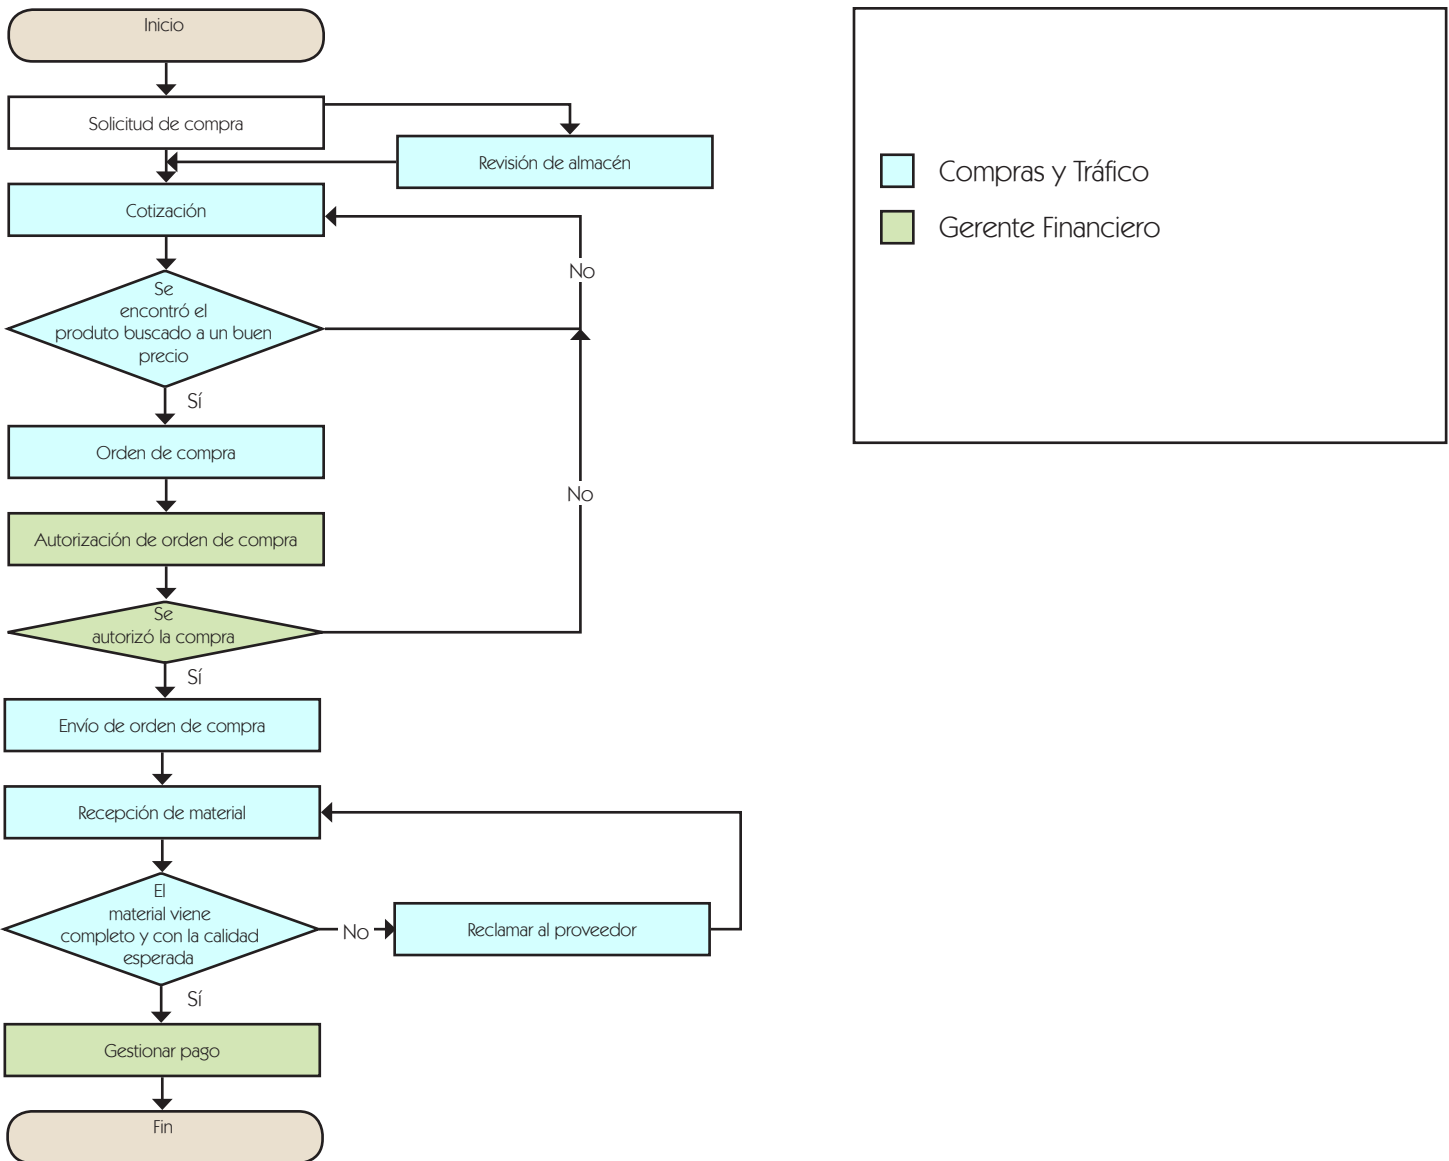 Inicio
Solicitud de compra
Revisión de almacén
Cotización
No
Se
encontró el
produto buscado a un buen
precio
Sí
Orden de compra
No
Autorización de orden de compra
Se
autorizó la compra
Sí
Envío de orden de compra
Recepción de material
El
material viene
completo y con la calidad
esperada
No
Reclamar al proveedor
Sí
Gestionar pago
Fin
Compras y Tráfico
Gerente Financiero